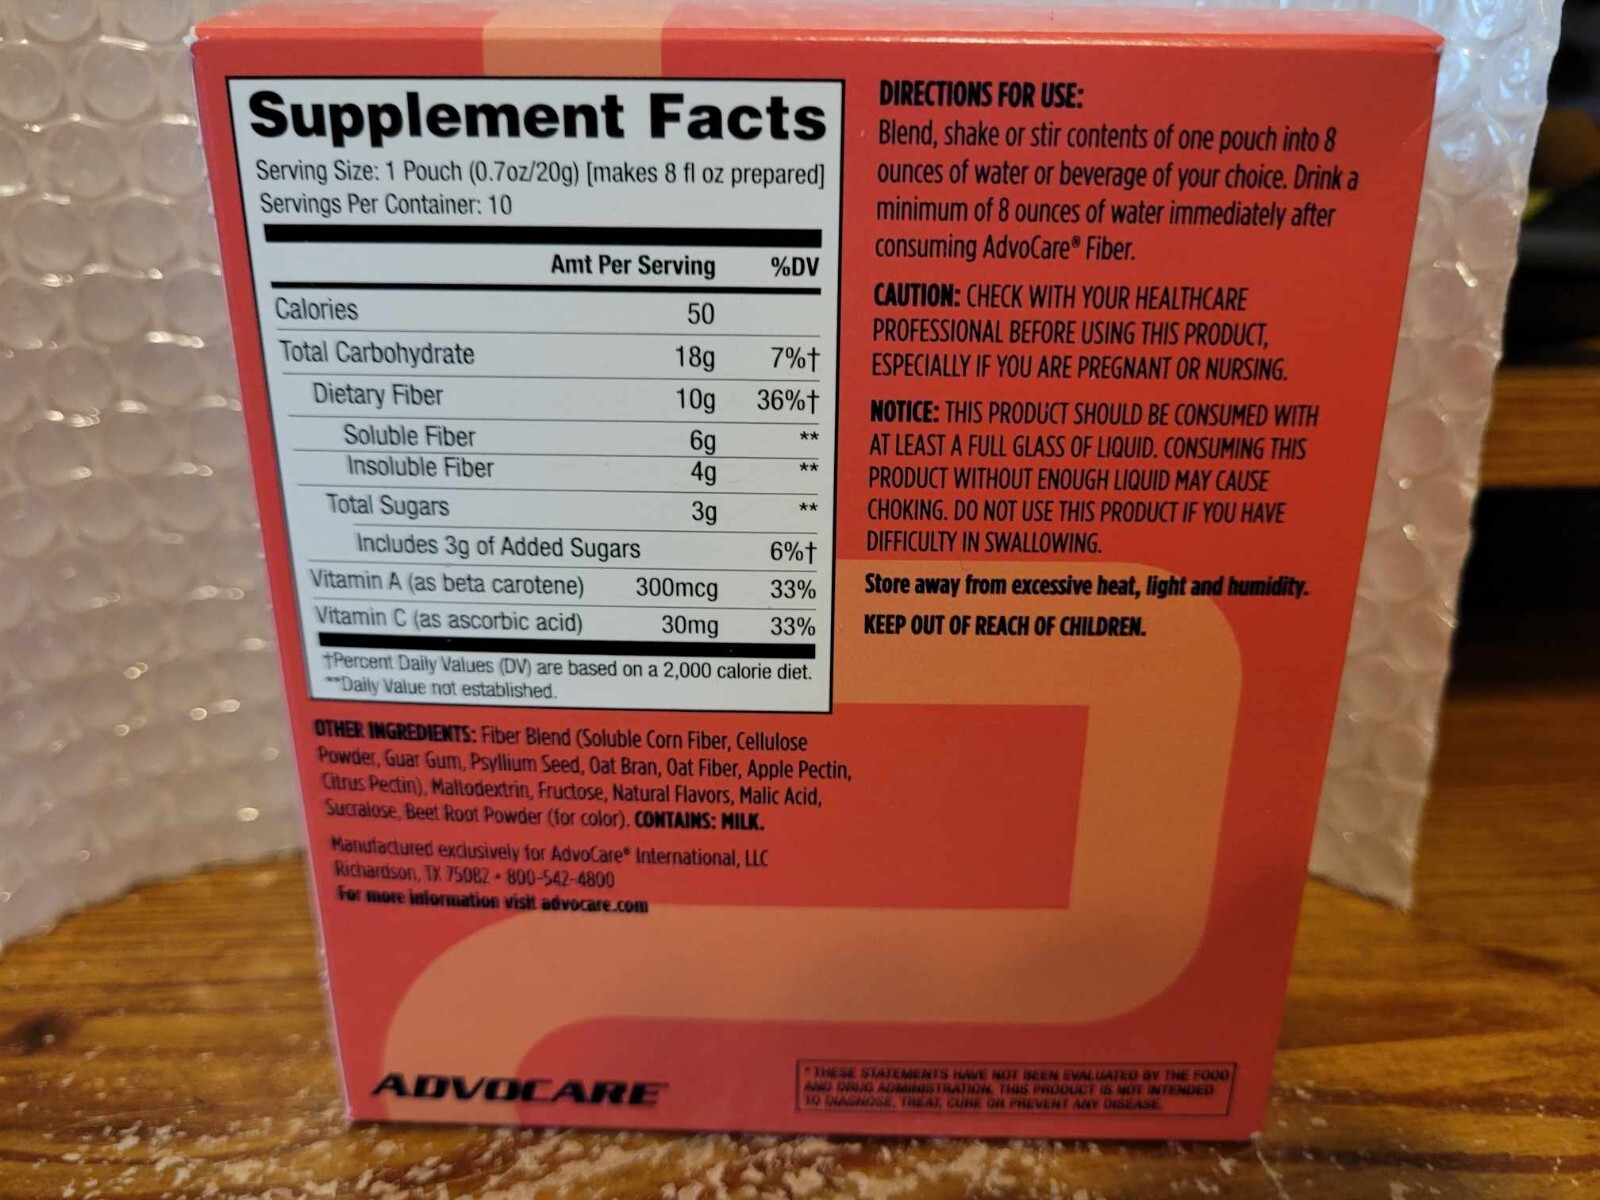 Supplement Facts
Serving Size: 1 Pouch (0.7oz/20g) [makes 8 fl oz prepared]
Servings Per Container: 10
Amt Per Serving %DV
Calories 50
Total Carbohydrate 18g 7%†
Dietary Fiber 10g 36%†
Soluble Fiber 6g **
Insoluble Fiber 4g **
Total Sugars 3g **
Includes 3g of Added Sugars 6%†
Vitamin A (as beta carotene) 300mcg 33%
Vitamin C (as ascorbic acid) 30mg 33%
†Percent Daily Values (DV) are based on a 2,000 calorie diet.
**Daily Value not established.
OTHER INGREDIENTS: Fiber Blend (Soluble Corn Fiber, Cellulose
Powder, Guar Gum, Psyllium Seed, Oat Bran, Oat Fiber, Apple Pectin,
Citrus Pectin), Maltodextrin, Fructose, Natural Flavors, Malic Acid,
Sucralose, Beet Root Powder (for color). CONTAINS: MILK.
Manufactured exclusively for AdvoCare® International, LLC
Richardson, TX 75082 • 800-542-4800
For more information visit advocare.com
DIRECTIONS FOR USE:
Blend, shake or stir contents of one pouch into 8
ounces of water or beverage of your choice. Drink a
minimum of 8 ounces of water immediately after
consuming AdvoCare® Fiber.
CAUTION: CHECK WITH YOUR HEALTHCARE
PROFESSIONAL BEFORE USING THIS PRODUCT,
ESPECIALLY IF YOU ARE PREGNANT OR NURSING.
NOTICE: THIS PRODUCT SHOULD BE CONSUMED WITH
AT LEAST A FULL GLASS OF LIQUID. CONSUMING THIS
PRODUCT WITHOUT ENOUGH LIQUID MAY CAUSE
CHOKING. DO NOT USE THIS PRODUCT IF YOU HAVE
DIFFICULTY IN SWALLOWING.
Store away from excessive heat, light and humidity.
KEEP OUT OF REACH OF CHILDREN.
ADVOCARE®
*THESE STATEMENTS HAVE NOT BEEN EVALUATED BY THE FOOD
AND DRUG ADMINISTRATION. THIS PRODUCT IS NOT INTENDED
TO DIAGNOSE, TREAT, CURE OR PREVENT ANY DISEASE.